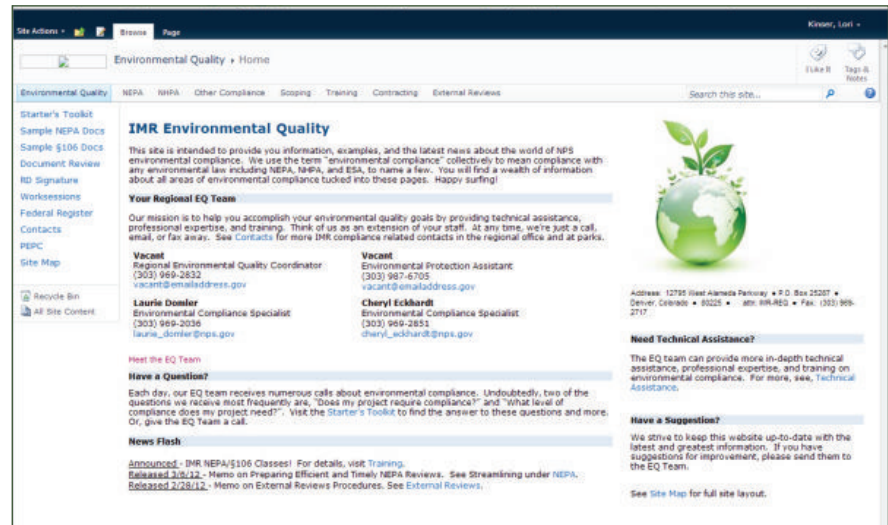 Kinser, Lori
Site Actions Browse Page
Environmental Quality Home
I Like It Tags & Notes
Environmental Quality NEPA NHPA Other Compliance Scoping Training Contracting External Reviews Search this site...
Starter's Toolkit
Sample NEPA Docs
Sample §106 Docs
Document Review
RD Signature
Worksessions
Federal Register
Contacts
PEPC
Site Map
Recycle Bin
All Site Content
IMR Environmental Quality
This site is intended to provide you information, examples, and the latest news about the world of NPS
environmental compliance. We use the term "environmental compliance" collectively to mean compliance with
any environmental law including NEPA, NHPA, and ESA, to name a few. You will find a wealth of information
about all areas of environmental compliance tucked into these pages. Happy surfing!
Your Regional EQ Team
Our mission is to help you accomplish your environmental quality goals by providing technical assistance,
professional expertise, and training. Think of us as an extension of your staff. At any time, we're just a call,
email, or fax away. See Contacts for more IMR compliance related contacts in the regional office and at parks.
Vacant
Regional Environmental Quality Coordinator
(303) 969-2832
vacant@emailaddress.gov
Vacant
Environmental Protection Assistant
(303) 987-6705
vacant@emailaddress.gov
Laurie Domler
Environmental Compliance Specialist
(303) 969-2036
laurie_domler@nps.gov
Cheryl Eckhardt
Environmental Compliance Specialist
(303) 969-2851
cheryl_eckhardt@nps.gov
Meet the EQ Team
Have a Question?
Each day, our EQ team receives numerous calls about environmental compliance. Undoubtedly, two of the
questions we receive most frequently are, "Does my project require compliance?" and "What level of
compliance does my project need?". Visit the Starter's Toolkit to find the answer to these questions and more.
Or, give the EQ Team a call.
News Flash
Announced - IMR NEPA/§106 Classes! For details, visit Training.
Released 3/6/12 - Memo on Preparing Efficient and Timely NEPA Reviews. See Streamlining under NEPA.
Released 2/28/12 - Memo on External Reviews Procedures. See External Reviews.
Address: 12795 West Alameda Parkway • P.O. Box 25287 •
Denver, Colorado • 80225 • attn: IMR-REQ • Fax: (303) 969-
2717
Need Technical Assistance?
The EQ team can provide more in-depth technical
assistance, professional expertise, and training on
environmental compliance. For more, see, Technical
Assistance.
Have a Suggestion?
We strive to keep this website up-to-date with the
latest and greatest information. If you have
suggestions for improvement, please send them to
the EQ Team.
See Site Map for full site layout.